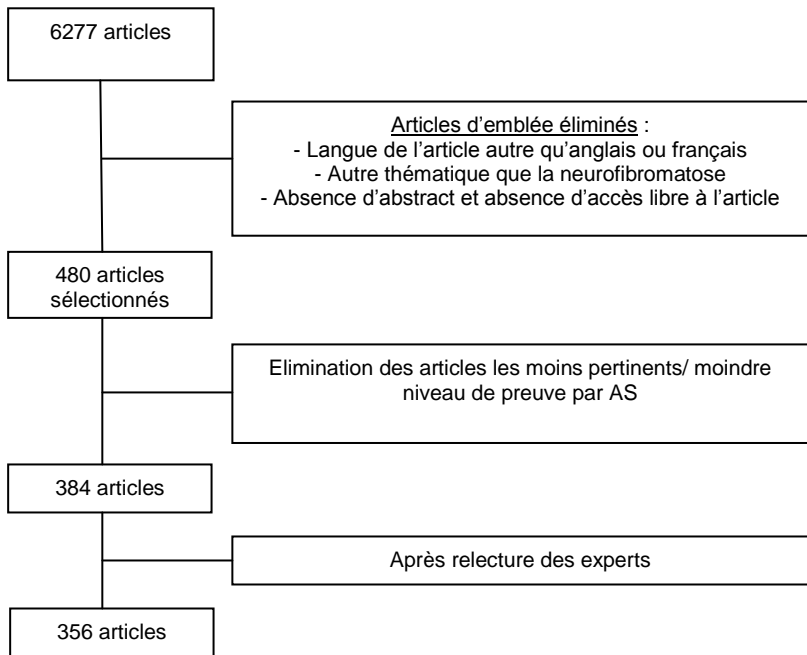 6277 articles
Articles d'emblée éliminés :
- Langue de l'article autre qu'anglais ou français
- Autre thématique que la neurofibromatose
- Absence d'abstract et absence d'accès libre à l'article
480 articles
sélectionnés
Elimination des articles les moins pertinents/ moindre
niveau de preuve par AS
384 articles
Après relecture des experts
356 articles